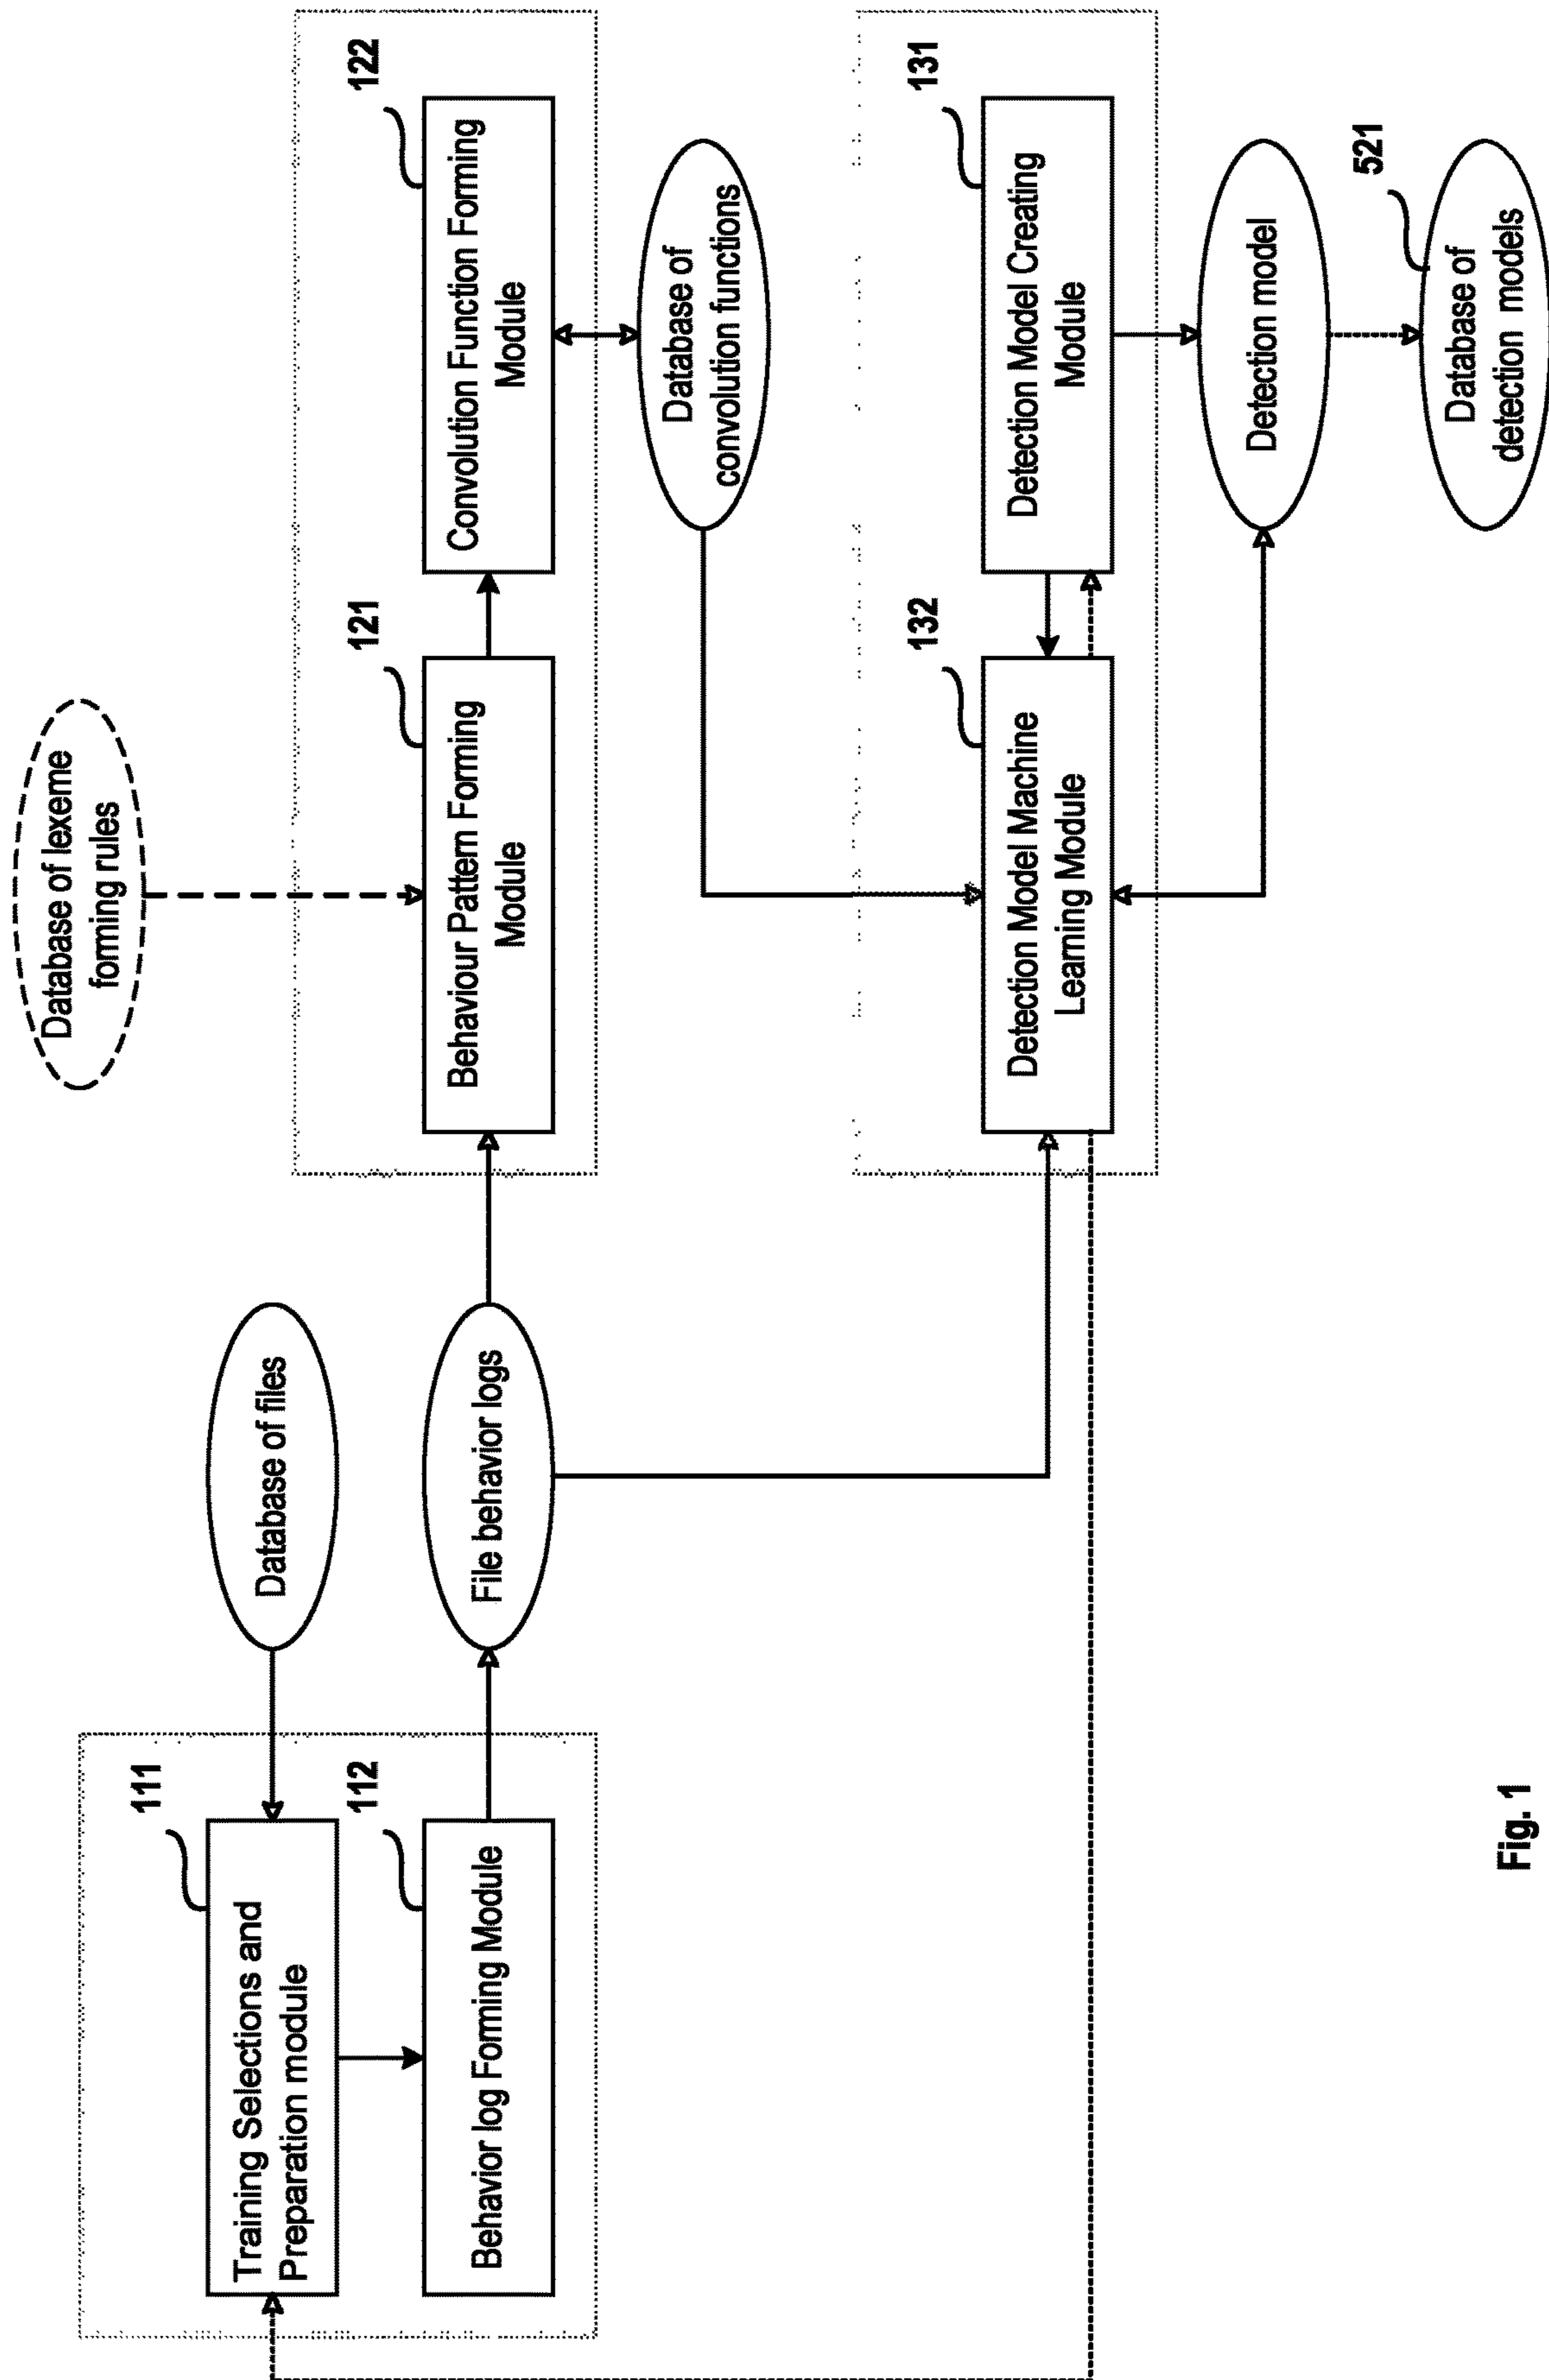 Database of lexeme
forming rules
111
Training Selections and
Preparation module
Database of files
112
Behavior log Forming Module
File behavior logs
121
Behaviour Pattern Forming
Module
122
Convolution Function Forming
Module
Database of
convolution functions
132
Detection Model Machine
Learning Module
131
Detection Model Creating
Module
Detection model
521
Database of
detection models
Fig. 1